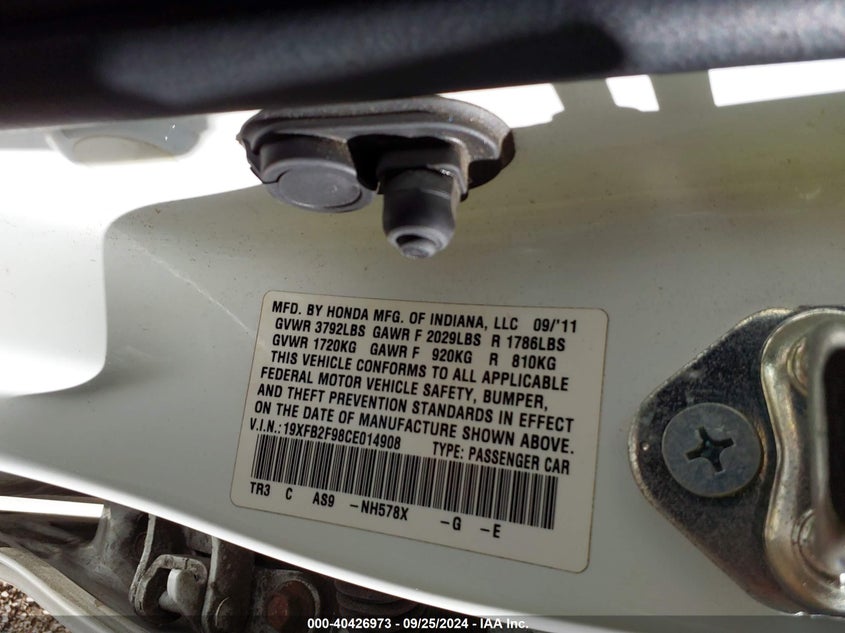 MFD. BY HONDA MFG. OF INDIANA, LLC 09/'11
GVWR 3792LBS GAWR F 2029LBS R 1786LBS
GVWR 1720KG GAWR F 920KG R 810KG
THIS VEHICLE CONFORMS TO ALL APPLICABLE
FEDERAL MOTOR VEHICLE SAFETY, BUMPER,
AND THEFT PREVENTION STANDARDS IN EFFECT
ON THE DATE OF MANUFACTURE SHOWN ABOVE.
V.I.N.:19XFB2F98CE014908 TYPE: PASSENGER CAR
TR3 C AS9 -NH578X -G -E
000-40426973 - 09/25/2024 - IAA Inc.